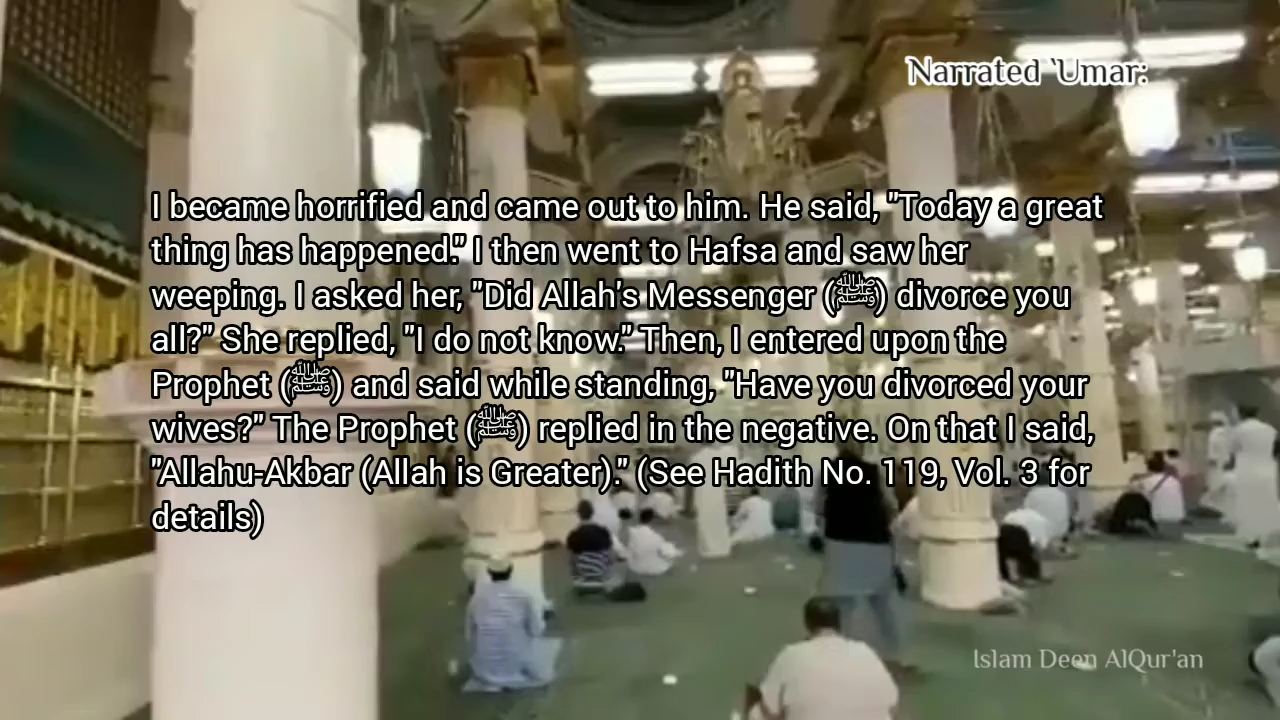 Narrated 'Umar:
I became horrified and came out to him. He said, "Today a great
thing has happened." I then went to Hafsa and saw her
weeping. I asked her, "Did Allah's Messenger (ﷺ) divorce you
all?" She replied, "I do not know." Then, I entered upon the
Prophet (ﷺ) and said while standing, "Have you divorced your
wives?" The Prophet (ﷺ) replied in the negative. On that I said,
"Allahu-Akbar (Allah is Greater)." (See Hadith No. 119, Vol. 3 for
details)
Islam Deen AlQur'an